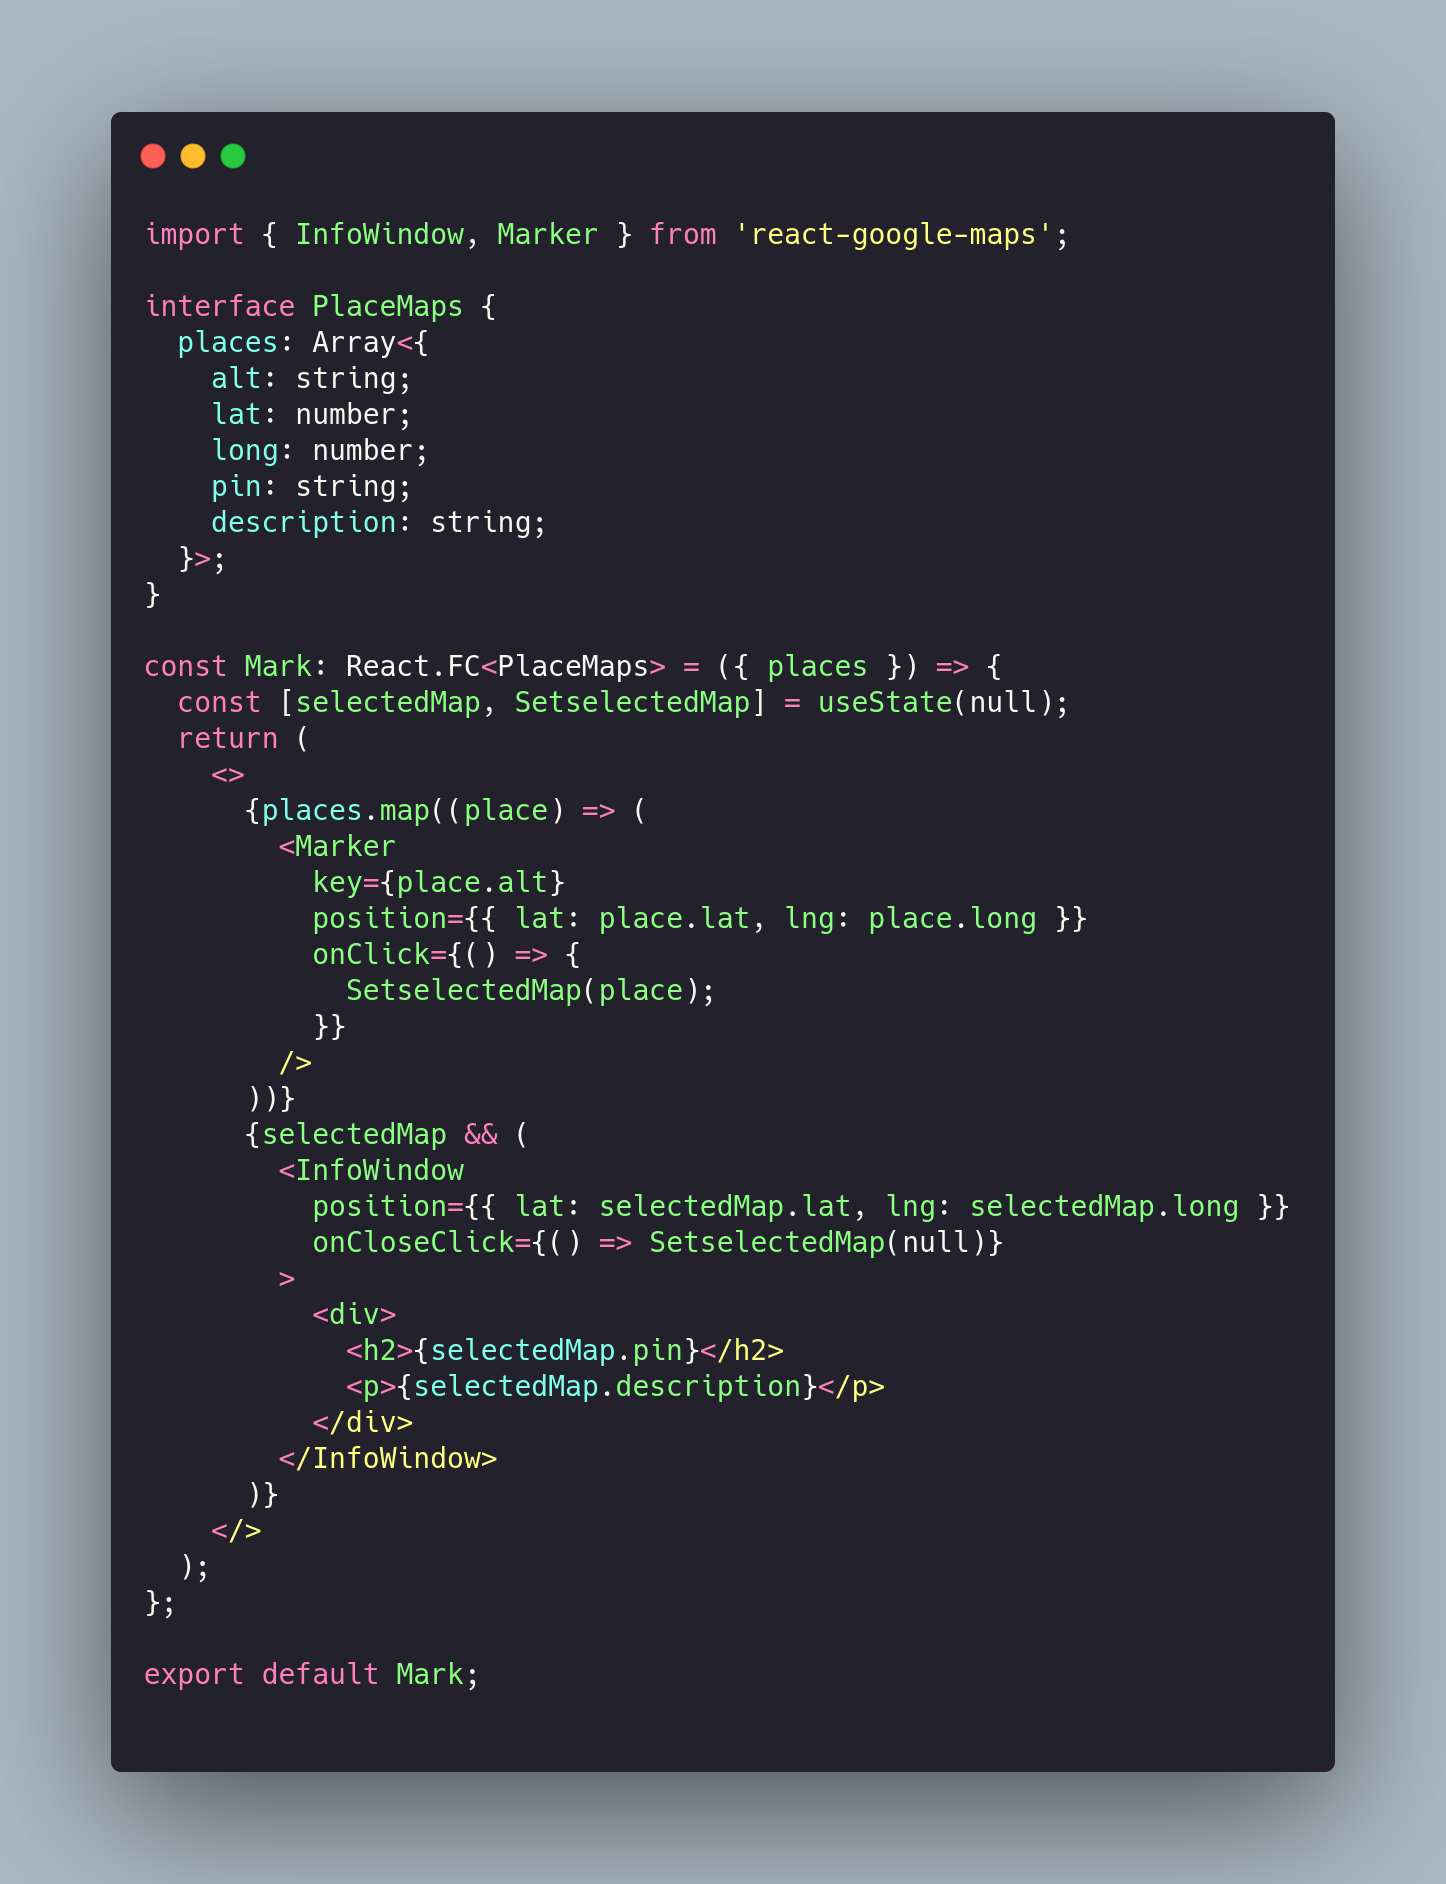 import { InfoWindow, Marker } from 'react-google-maps';

interface PlaceMaps {
  places: Array<{
    alt: string;
    lat: number;
    long: number;
    pin: string;
    description: string;
  }>;
}

const Mark: React.FC<PlaceMaps> = ({ places }) => {
  const [selectedMap, SetselectedMap] = useState(null);
  return (
    <>
      {places.map((place) => (
        <Marker
          key={place.alt}
          position={{ lat: place.lat, lng: place.long }}
          onClick={() => {
            SetselectedMap(place);
          }}
        />
      ))}
      {selectedMap && (
        <InfoWindow
          position={{ lat: selectedMap.lat, lng: selectedMap.long }}
          onCloseClick={() => SetselectedMap(null)}
        >
          <div>
            <h2>{selectedMap.pin}</h2>
            <p>{selectedMap.description}</p>
          </div>
        </InfoWindow>
      )}
    </>
  );
};

export default Mark;